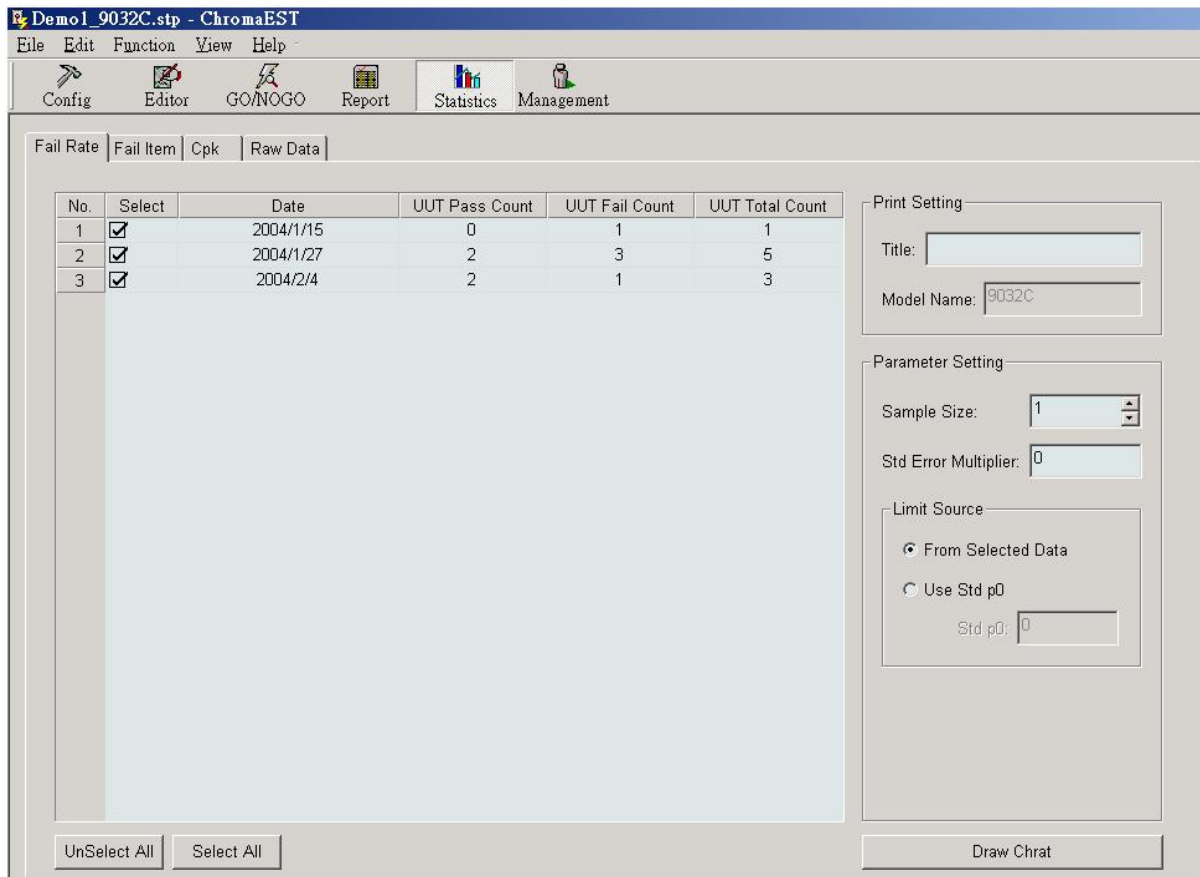 Demo1_9032C.stp - ChromaEST
File Edit Function View Help
Config Editor GO/NOGO Report Statistics Management
Fail Rate Fail Item Cpk Raw Data
No. Select Date UUT Pass Count UUT Fail Count UUT Total Count
1 2004/1/15 0 1 1
2 2004/1/27 2 3 5
3 2004/2/4 2 1 3
Print Setting
Title:
Model Name: 9032C
Parameter Setting
Sample Size: 1
Std Error Multiplier: 0
Limit Source
From Selected Data
Use Std p0
Std p0: 0
UnSelect All Select All Draw Chrat